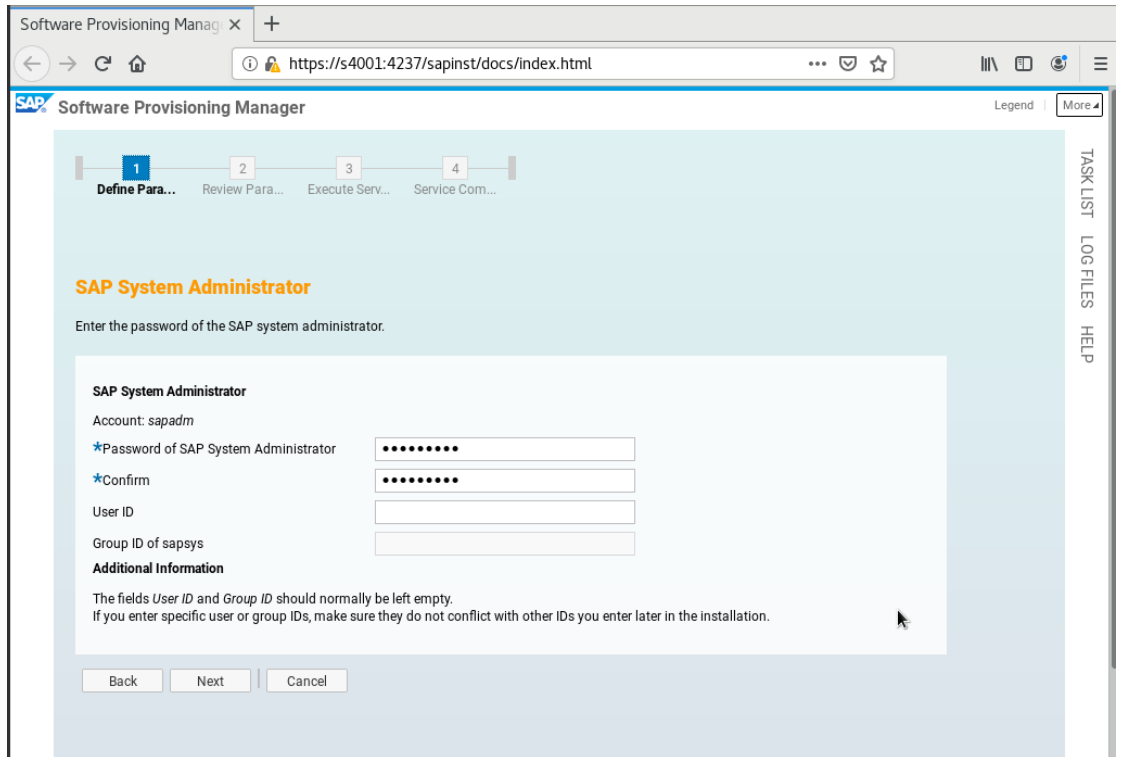 Software Provisioning Manag
https://s4001:4237/sapinst/docs/index.html
SAP Software Provisioning Manager
Legend
More
1
2
3
4
Define Para...
Review Para...
Execute Serv...
Service Com...
TASK LIST
LOG FILES
HELP
SAP System Administrator
Enter the password of the SAP system administrator.
SAP System Administrator
Account: sapadm
*Password of SAP System Administrator
•••••••••
*Confirm
•••••••••
User ID
Group ID of sapsys
Additional Information
The fields User ID and Group ID should normally be left empty.
If you enter specific user or group IDs, make sure they do not conflict with other IDs you enter later in the installation.
Back
Next
Cancel